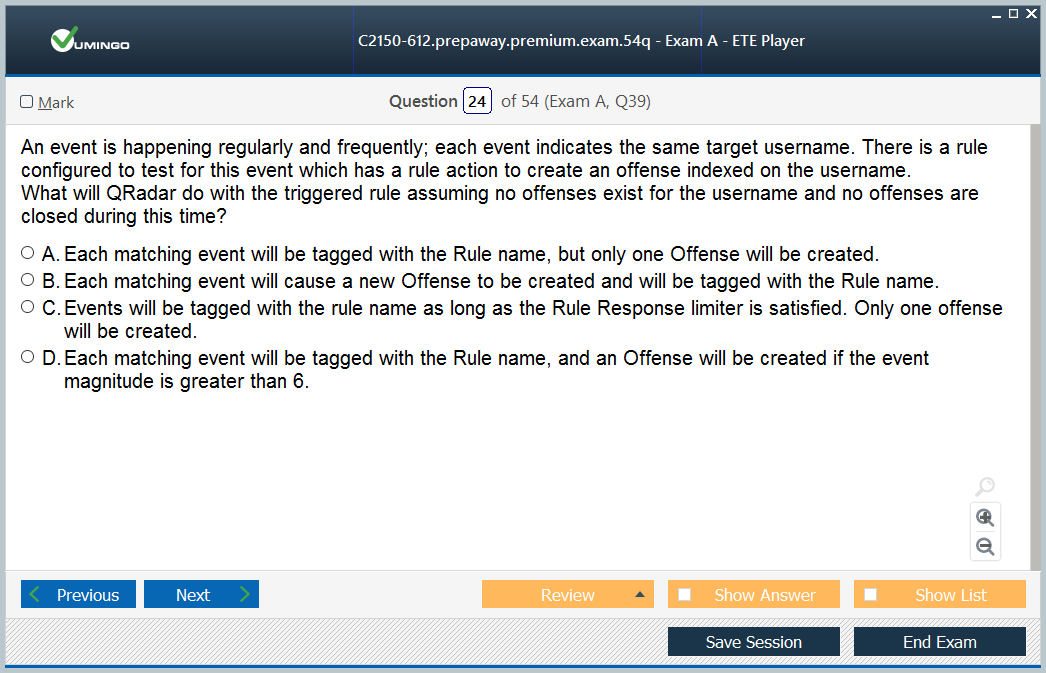 VUMINGO
C2150-612.prepaway.premium.exam.54q - Exam A - ETE Player
Mark
Question 24 of 54 (Exam A, Q39)
An event is happening regularly and frequently; each event indicates the same target username. There is a rule
configured to test for this event which has a rule action to create an offense indexed on the username.
What will QRadar do with the triggered rule assuming no offenses exist for the username and no offenses are
closed during this time?
A. Each matching event will be tagged with the Rule name, but only one Offense will be created.
B. Each matching event will cause a new Offense to be created and will be tagged with the Rule name.
C. Events will be tagged with the rule name as long as the Rule Response limiter is satisfied. Only one offense
will be created.
D. Each matching event will be tagged with the Rule name, and an Offense will be created if the event
magnitude is greater than 6.
Previous Next Review Show Answer Show List
Save Session End Exam